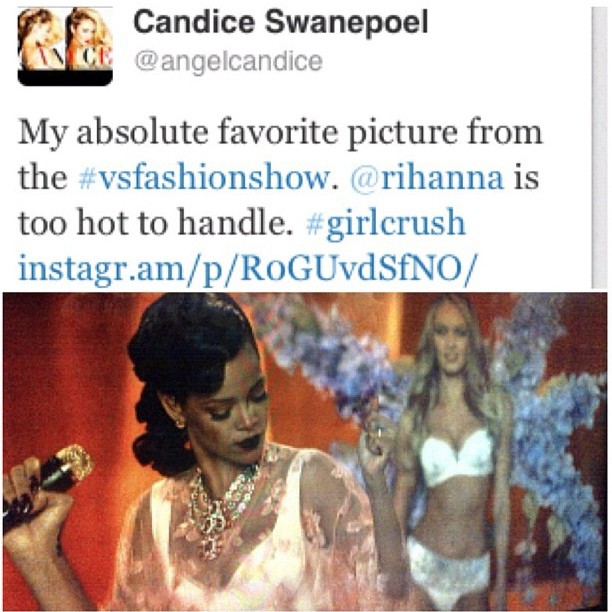 Candice Swanepoel
@angelcandice
My absolute favorite picture from
the #vsfashionshow. @rihanna is
too hot to handle. #girlcrush
instagr.am/p/RoGUvdSfNO/